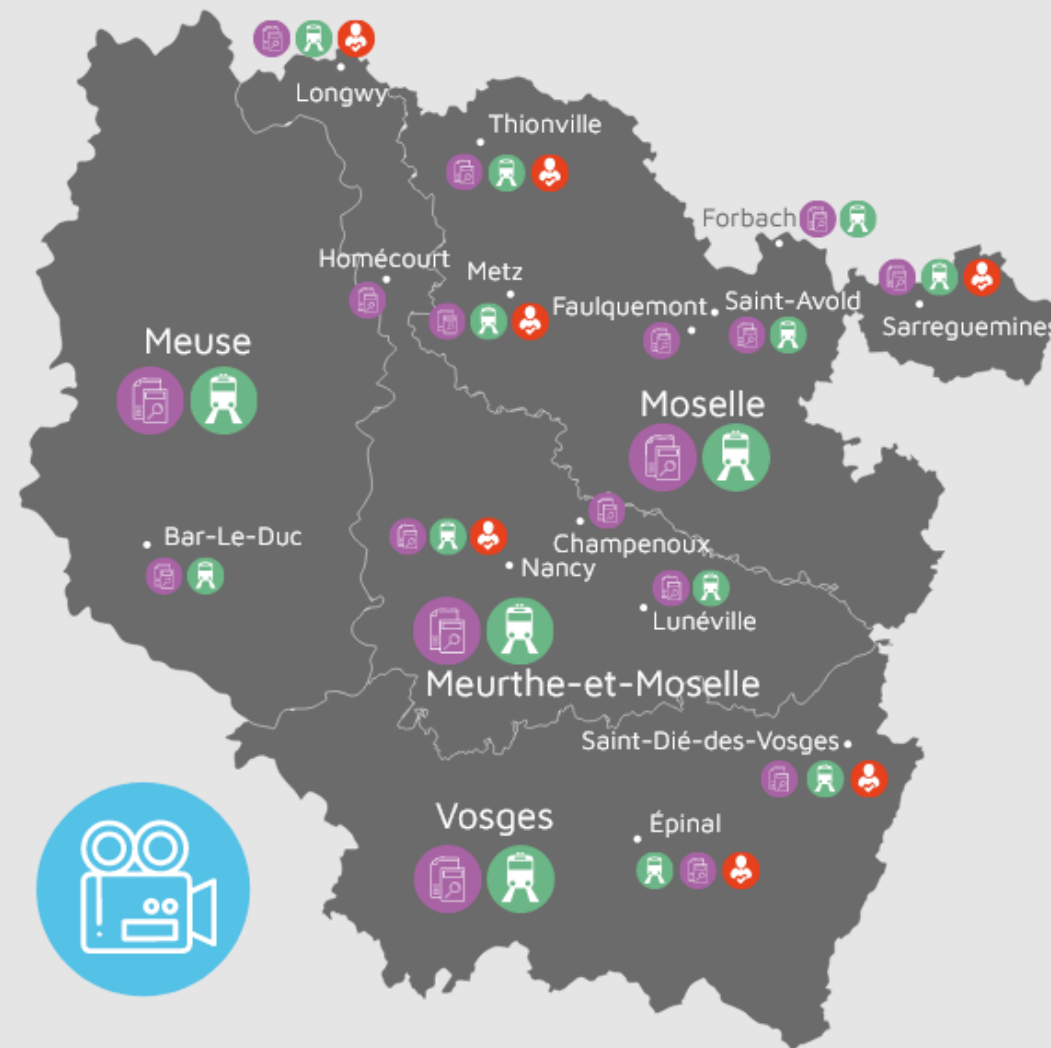 Longwy
Thionville
Forbach
Homécourt
Metz
Faulquemont
Saint-Avold
Sarreguemines
Meuse
Moselle
Bar-Le-Duc
Champenoux
Nancy
Lunéville
Meurthe-et-Moselle
Saint-Dié-des-Vosges
Vosges
Épinal